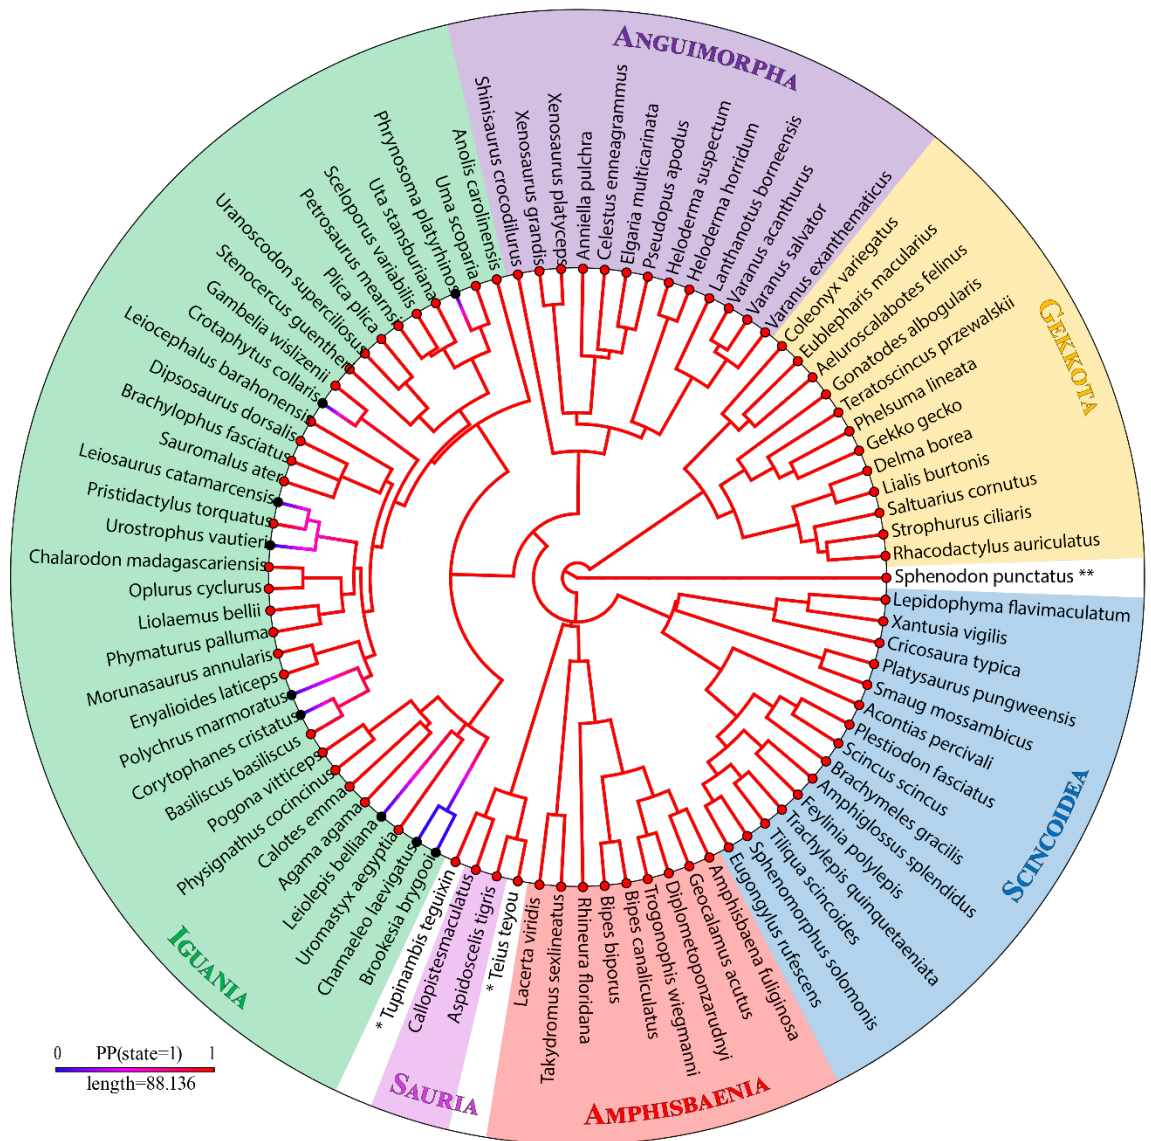 ANGUIMORPHA
GEKKOTA
SCINCOIDEA
AMPHISBAENIA
SAURIA
IGUANIA
Shinisaurus crocodilurus
Xenosaurus grandis
Xenosaurus platyceps
Anniella pulchra
Celestus enneagrammus
Elgaria multicarinata
Pseudopus apodus
Heloderma suspectum
Heloderma horridum
Lanthanotus borneensis
Varanus acanthurus
Varanus salvator
Varanus exanthematicus
Coleonyx variegatus
Eublepharis macularius
Aeluroscalabotes felinus
Gonatodes albogularis
Teratoscincus przewalskii
Phelsuma lineata
Gekko gecko
Delma borea
Lialis burtonis
Saltuarius cornutus
Strophurus ciliaris
Rhacodactylus auriculatus
Sphenodon punctatus **
Lepidophyma flavimaculatum
Xantusia vigilis
Cricosaura typica
Platysaurus pungweensis
Smaug mossambicus
Acontias percivali
Plestiodon fasciatus
Scincus scincus
Brachymeles gracilis
Amphiglossus splendidus
Feylinia polylepis
Trachylepis quinquetaeniata
Tiliqua scincoides
Sphenomorphus solomonis
Eugongylus rufescens
Amphisbaena fuliginosa
Geocalamus acutus
Diplometoponzarudnyi
Trogonophis wiegmanni
Bipes canaliculatus
Bipes biporus
Rhineura floridana
Takydromus sexlineatus
Lacerta viridis
* Teius teyou
Aspidoscelis tigris
Callopistesmaculatus
* Tupinambis teguixin
Brookesia brygooi
Chamaeleo laevigatus
Uromastyx aegyptia
Leiolepis belliana
Agama agama
Calotes emma
Physignathus cocincinus
Pogona vitticeps
Basiliscus basiliscus
Corytophanes cristatus
Polychrus marmoratus
Enyalioides laticeps
Morunasaurus annularis
Phymaturus palluma
Liolaemus bellii
Oplurus cyclurus
Chalarodon madagascariensis
Urostrophus vautieri
Pristidactylus torquatus
Leiosaurus catamarcensis
Sauromalus ater
Brachylophus fasciatus
Dipsosaurus dorsalis
Leiocephalus barahonensis
Crotaphytus collaris
Gambelia wislizenii
Stenocercus guentheri
Uranoscodon superciliosus
Plica plica
Petrosaurus mearnsi
Sceloporus variabilis
Uta stansburiana
Phrynosoma platyrhinos
Uma scoparia
Anolis carolinensis
0 PP(state=1) 1
length=88.136